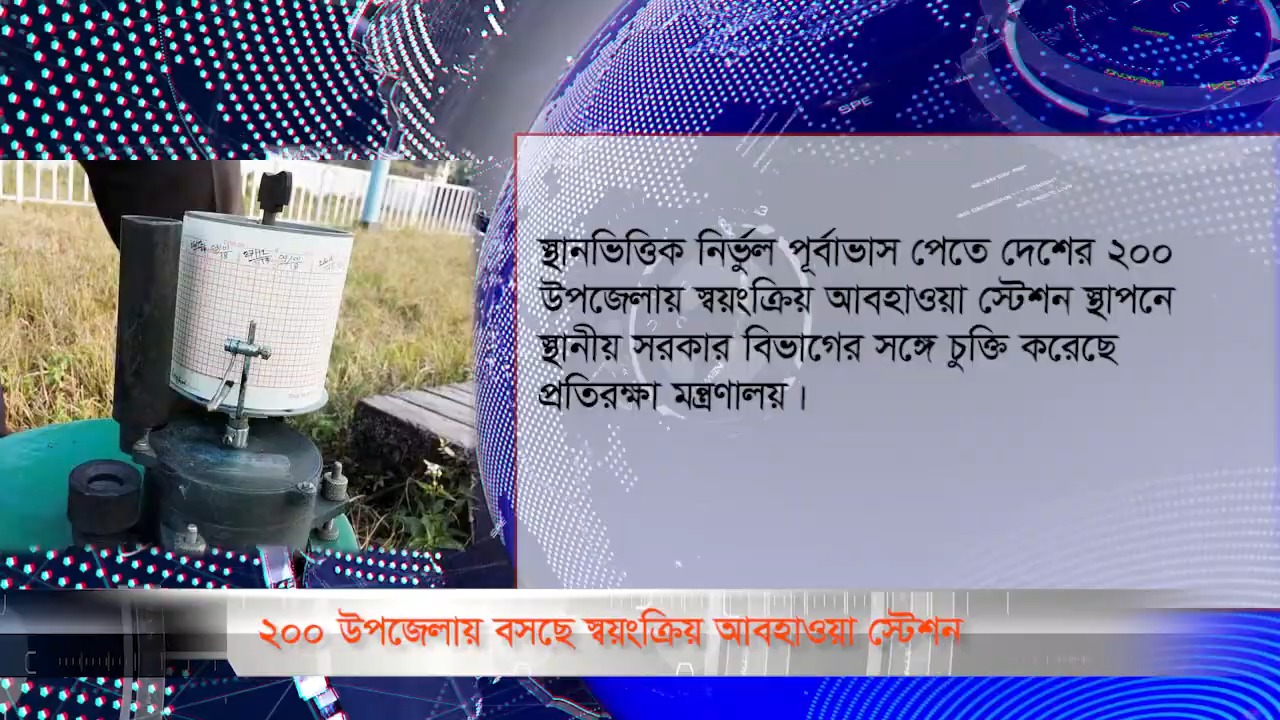 স্থানভিত্তিক নির্ভুল পূর্বাভাস পেতে দেশের ২০০
উপজেলায় স্বয়ংক্রিয় আবহাওয়া স্টেশন স্থাপনে
স্থানীয় সরকার বিভাগের সঙ্গে চুক্তি করেছে
প্রতিরক্ষা মন্ত্রণালয়।
২০০ উপজেলায় বসছে স্বয়ংক্রিয় আবহাওয়া স্টেশন